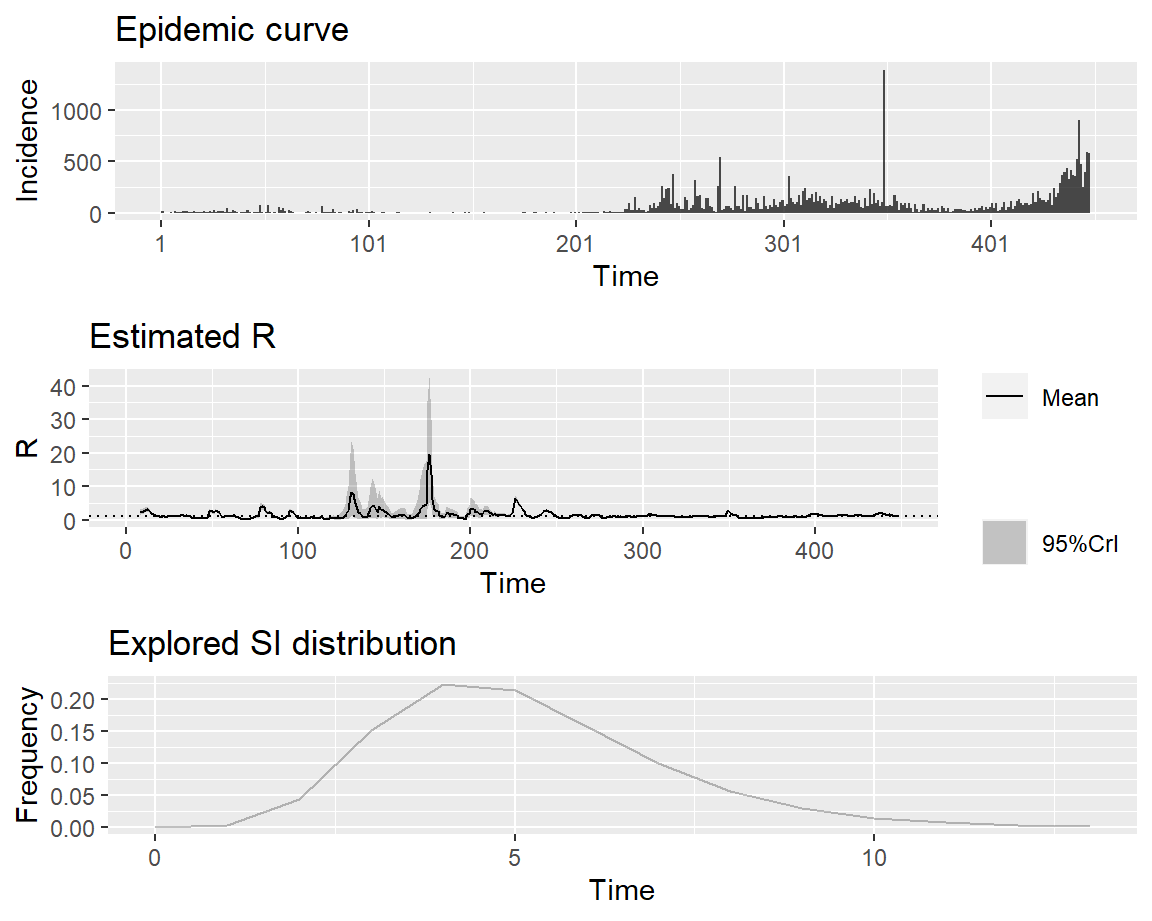 Epidemic curve
Incidence
1000
500
0
1 101 201 301 401
Time
Estimated R
R
40
30
20
10
0
0 100 200 300 400
Time
Mean
95%CrI
Explored SI distribution
Frequency
0.20
0.15
0.10
0.05
0.00
0 5 10
Time